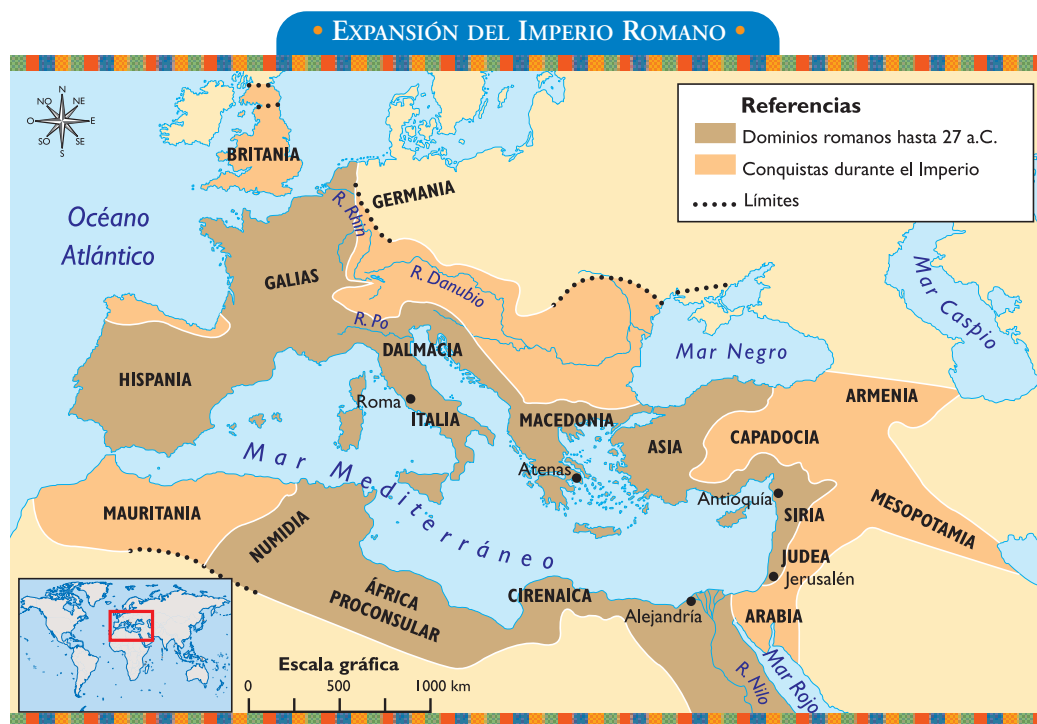 • EXPANSIÓN DEL IMPERIO ROMANO •
N
NO
NE
O
E
SO
SE
S
Referencias
Dominios romanos hasta 27 a.C.
Conquistas durante el Imperio
Límites
BRITANIA
GERMANIA
R. Rhin
Océano
Atlántico
GALIAS
R. Danubio
R. Po
Mar Caspio
DALMACIA
Mar Negro
HISPANIA
Roma
ITALIA
MACEDONIA
ARMENIA
ASIA
CAPADOCIA
Atenas
Mar Mediterráneo
Antioquía
SIRIA
MESOPOTAMIA
MAURITANIA
NUMIDIA
JUDEA
Jerusalén
ÁFRICA
PROCONSULAR
CIRENAICA
Alejandría
ARABIA
R. Nilo
Mar Rojo
Escala gráfica
0 500 1000 km